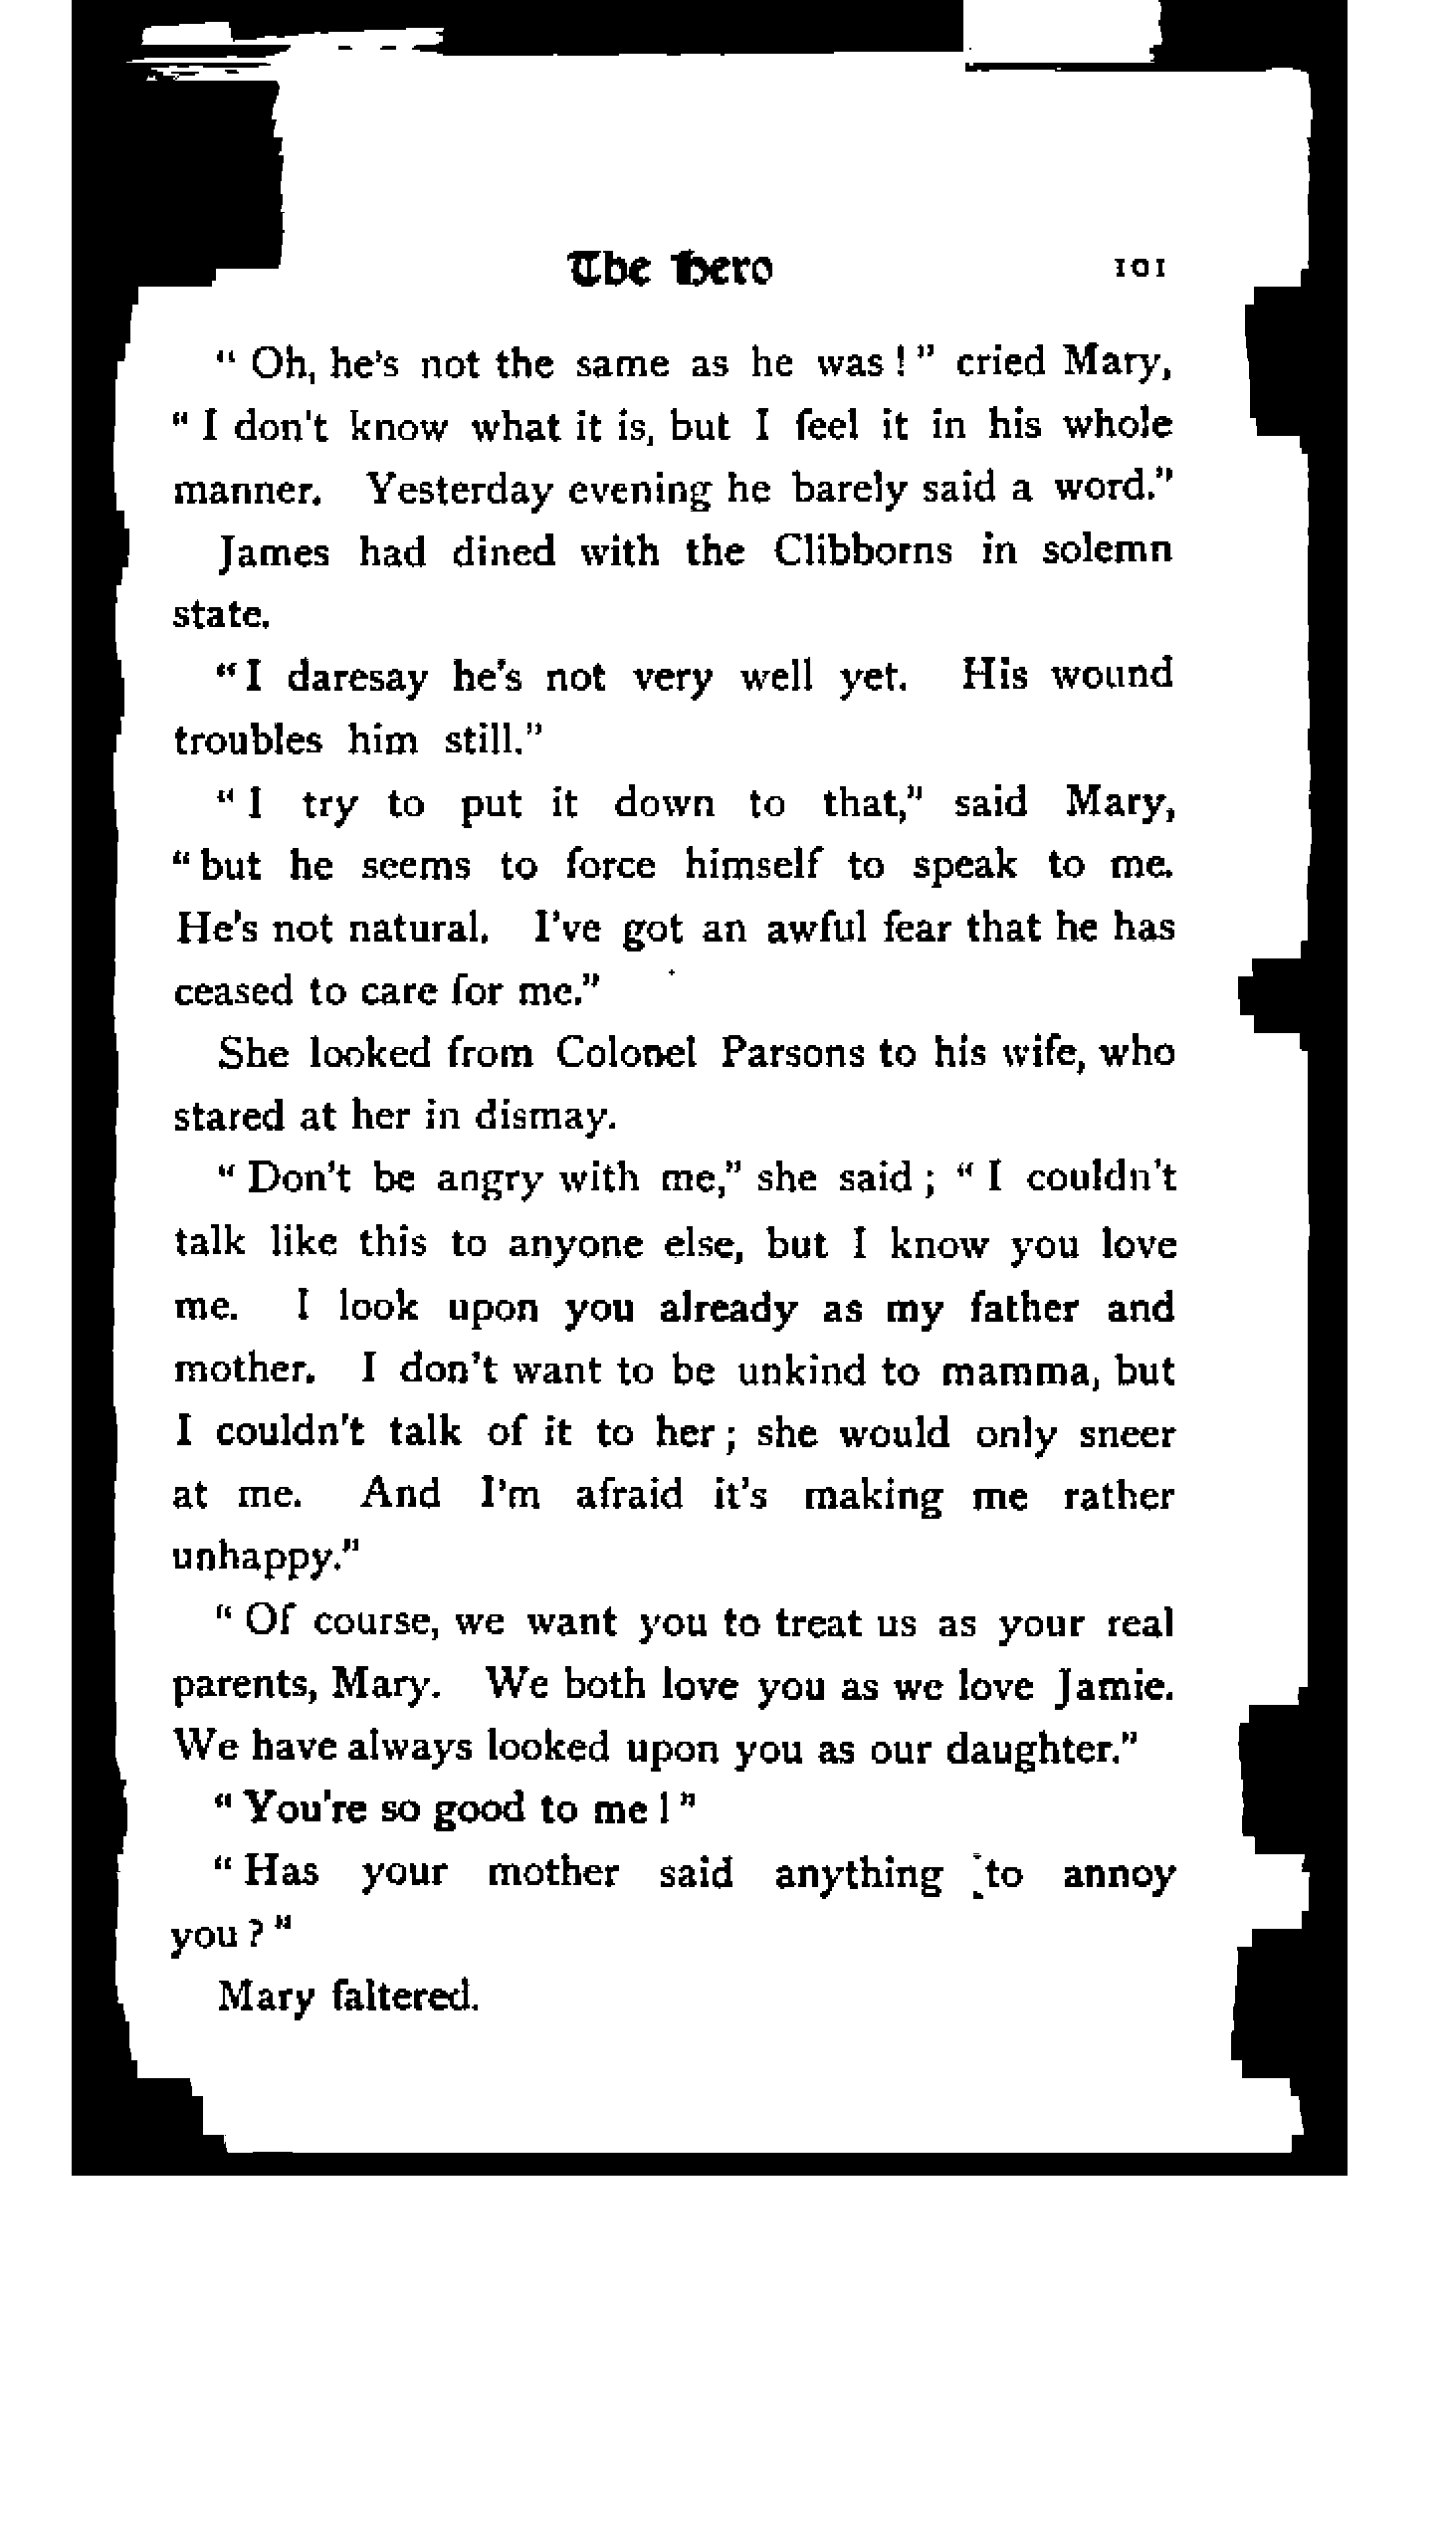 The Hero 101
“ Oh, he’s not the same as he was ! ” cried Mary,
“ I don't know what it is, but I feel it in his whole
manner. Yesterday evening he barely said a word.”
James had dined with the Clibborns in solemn
state.
“ I daresay he’s not very well yet. His wound
troubles him still.”
“ I try to put it down to that,” said Mary,
“ but he seems to force himself to speak to me.
He’s not natural. I’ve got an awful fear that he has
ceased to care for me.”
She looked from Colonel Parsons to his wife, who
stared at her in dismay.
“ Don’t be angry with me,” she said ; “ I couldn’t
talk like this to anyone else, but I know you love
me. I look upon you already as my father and
mother. I don’t want to be unkind to mamma, but
I couldn’t talk of it to her ; she would only sneer
at me. And I’m afraid it’s making me rather
unhappy.”
“ Of course, we want you to treat us as your real
parents, Mary. We both love you as we love Jamie.
We have always looked upon you as our daughter.”
“ You’re so good to me ! ”
“ Has your mother said anything to annoy
you ? ”
Mary faltered.